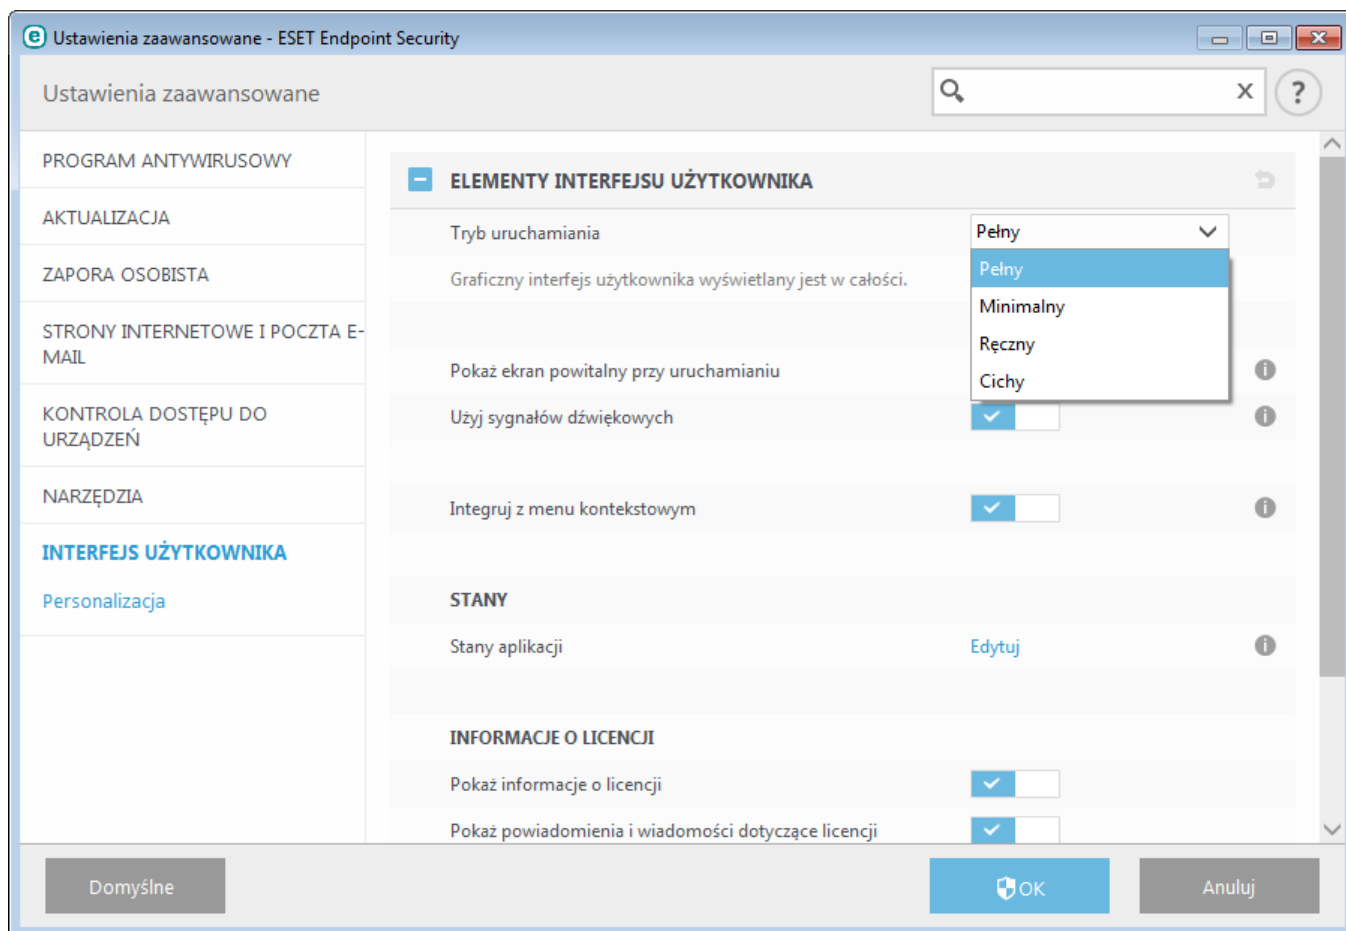 Ustawienia zaawansowane - ESET Endpoint Security
Ustawienia zaawansowane
PROGRAM ANTYWIRUSOWY
AKTUALIZACJA
ZAPORA OSOBISTA
STRONY INTERNETOWE I POCZTA E-
MAIL
KONTROLA DOSTĘPU DO
URZĄDZEŃ
NARZĘDZIA
INTERFEJS UŻYTKOWNIKA
Personalizacja
ELEMENTY INTERFEJSU UŻYTKOWNIKA
Tryb uruchamiania
Pełny
Graficzny interfejs użytkownika wyświetlany jest w całości.
Pełny
Minimalny
Ręczny
Cichy
Pokaż ekran powitalny przy uruchamianiu
Użyj sygnałów dźwiękowych
Integruj z menu kontekstowym
STANY
Stany aplikacji
Edytuj
INFORMACJE O LICENCJI
Pokaż informacje o licencji
Pokaż powiadomienia i wiadomości dotyczące licencji
Domyślne
OK
Anuluj